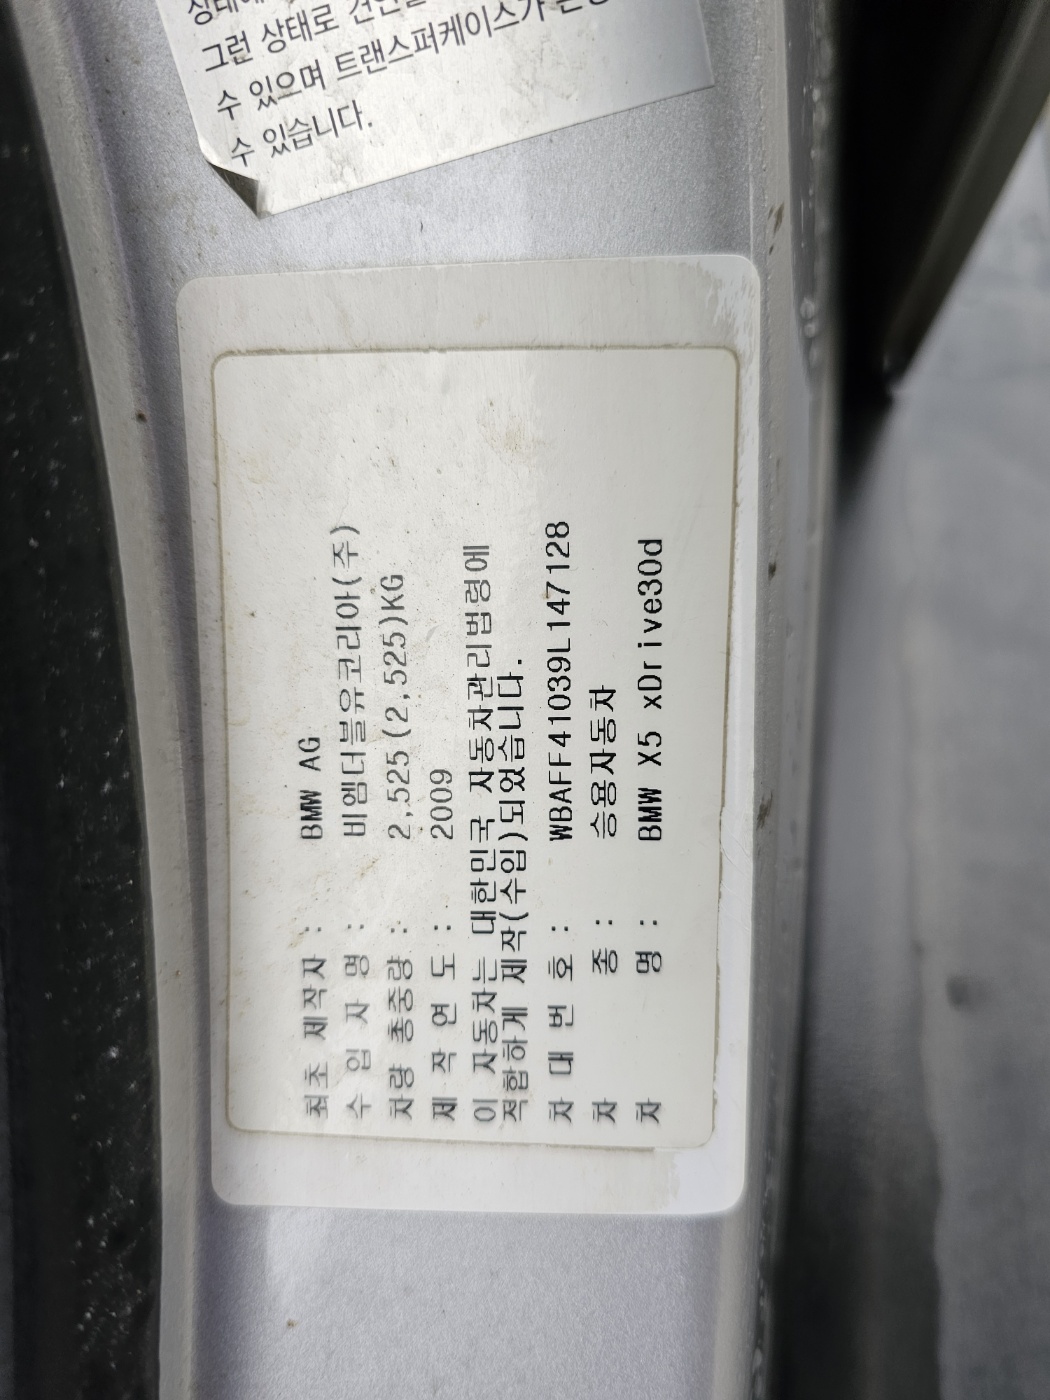 그럴 상태로 견인
수 있으며 트랜스퍼케이스가
수 있습니다.
최초 제작자 : BMW AG
수 입 자 명 : 비엠더블유코리아(주)
차량 총중량 : 2,525(2,525)KG
제 작 연 도 : 2009
이 자동차는 대한민국 자동차관리법령에
적합하게 제작(수입)되었습니다.
차 대 번 호 : WBAFF41039L147128
차 종 : 승용자동차
차 명 : BMW X5 xDrive30d